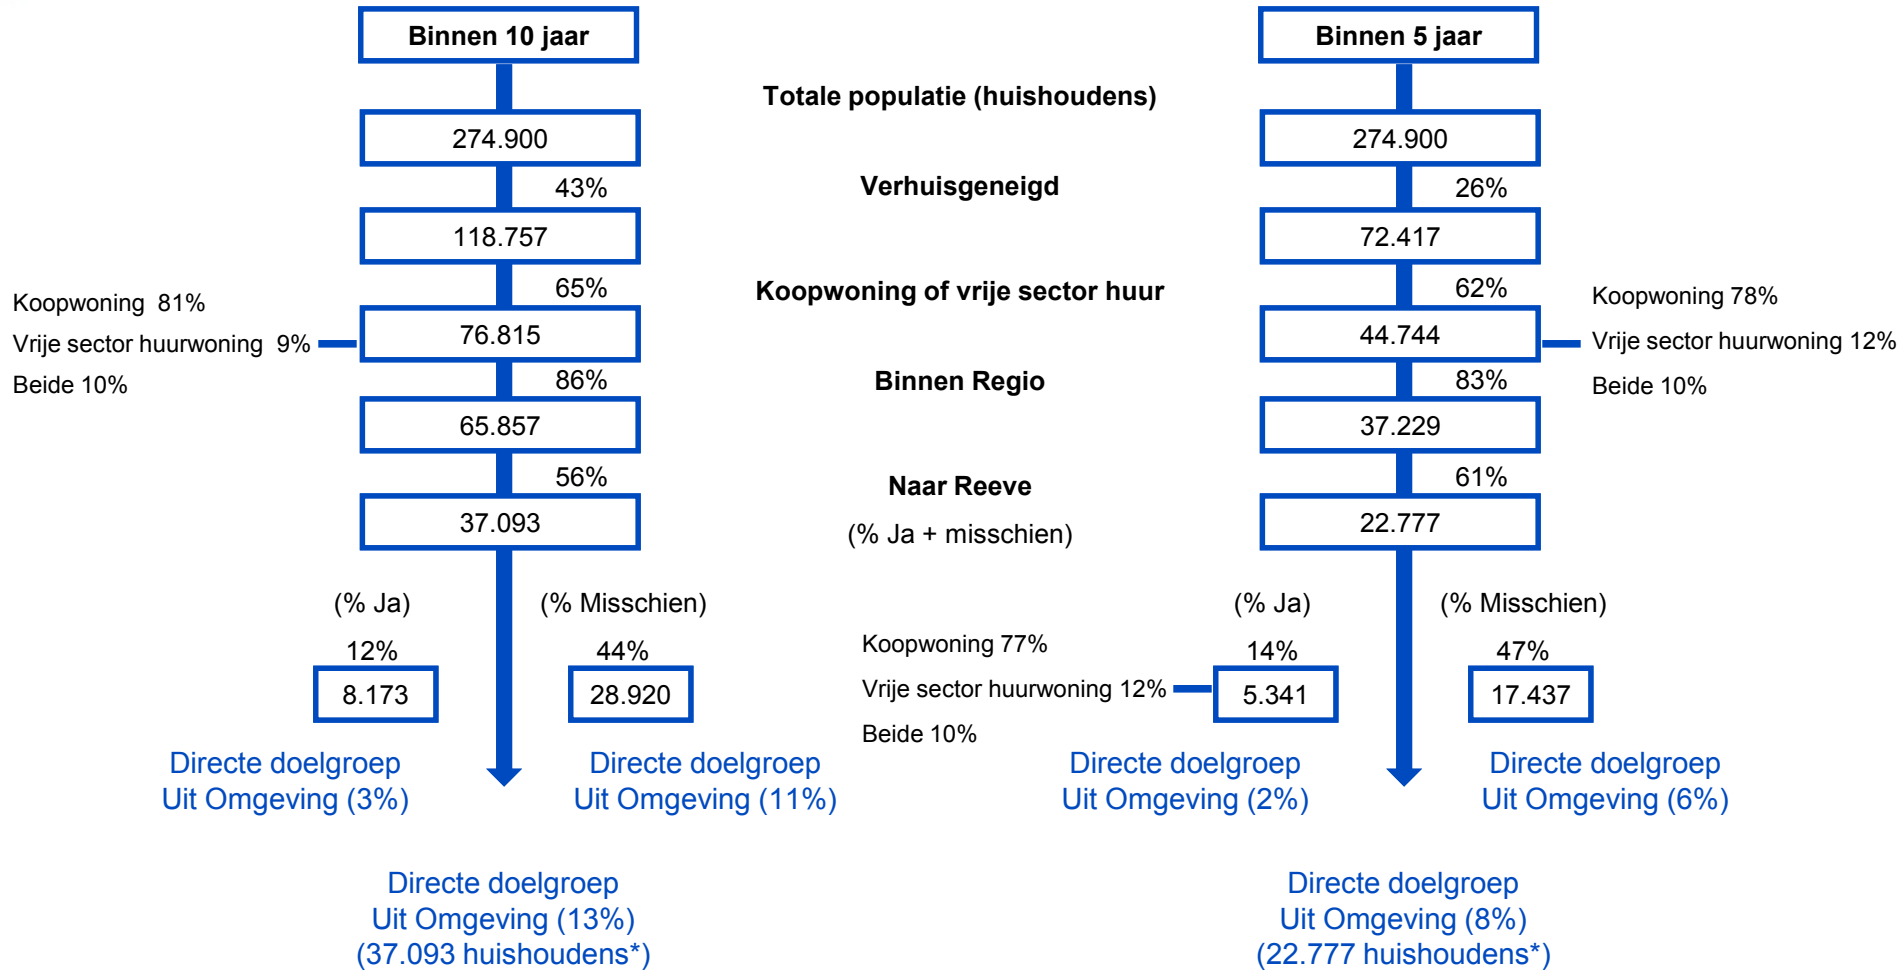 Binnen 10 jaar
Binnen 5 jaar
Totale populatie (huishoudens)
274.900
274.900
43%
Verhuisgeneigd
26%
118.757
72.417
65%
Koopwoning of vrije sector huur
62%
Koopwoning 81%
Vrije sector huurwoning 9%
Beide 10%
76.815
44.744
Koopwoning 78%
Vrije sector huurwoning 12%
Beide 10%
86%
Binnen Regio
83%
65.857
37.229
56%
Naar Reeve
(% Ja + misschien)
61%
37.093
22.777
(% Ja)
(% Misschien)
12%
44%
8.173
28.920
Koopwoning 77%
Vrije sector huurwoning 12%
Beide 10%
(% Ja)
(% Misschien)
14%
47%
5.341
17.437
Directe doelgroep
Uit Omgeving (3%)
Directe doelgroep
Uit Omgeving (11%)
Directe doelgroep
Uit Omgeving (2%)
Directe doelgroep
Uit Omgeving (6%)
Directe doelgroep
Uit Omgeving (13%)
(37.093 huishoudens*)
Directe doelgroep
Uit Omgeving (8%)
(22.777 huishoudens*)